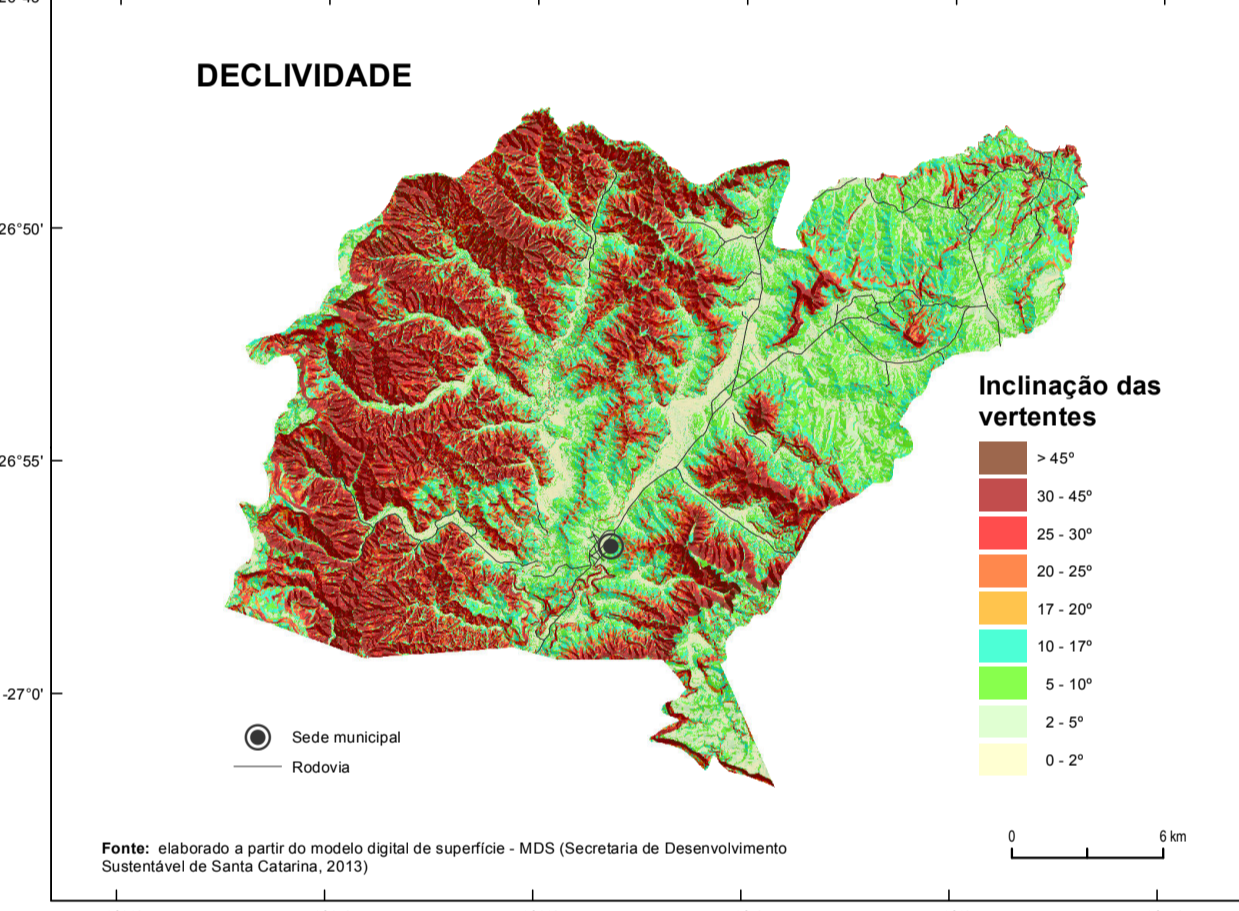 DECLIVIDADE
26°50'
26°55'
-27°0'
Inclinação das
vertentes
> 45º
30 - 45º
25 - 30º
20 - 25º
17 - 20º
10 - 17º
5 - 10º
2 - 5º
0 - 2º
Sede municipal
Rodovia
0 6 km
Fonte: elaborado a partir do modelo digital de superfície - MDS (Secretaria de Desenvolvimento
Sustentável de Santa Catarina, 2013)